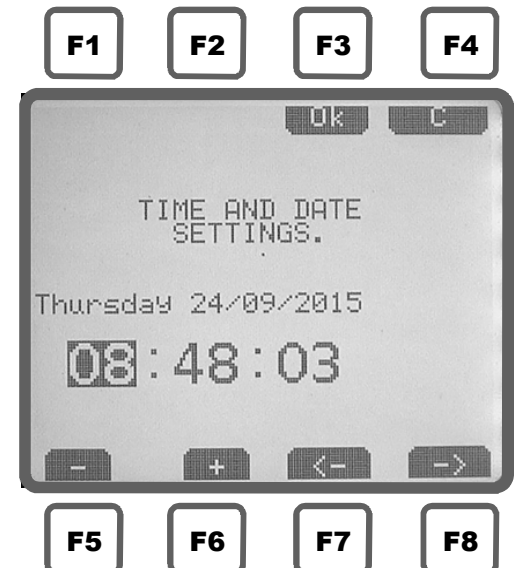 F1 F2 F3 F4
Ok C
TIME AND DATE
SETTINGS.
Thursday 24/09/2015
08:48:03
- + <- ->
F5 F6 F7 F8